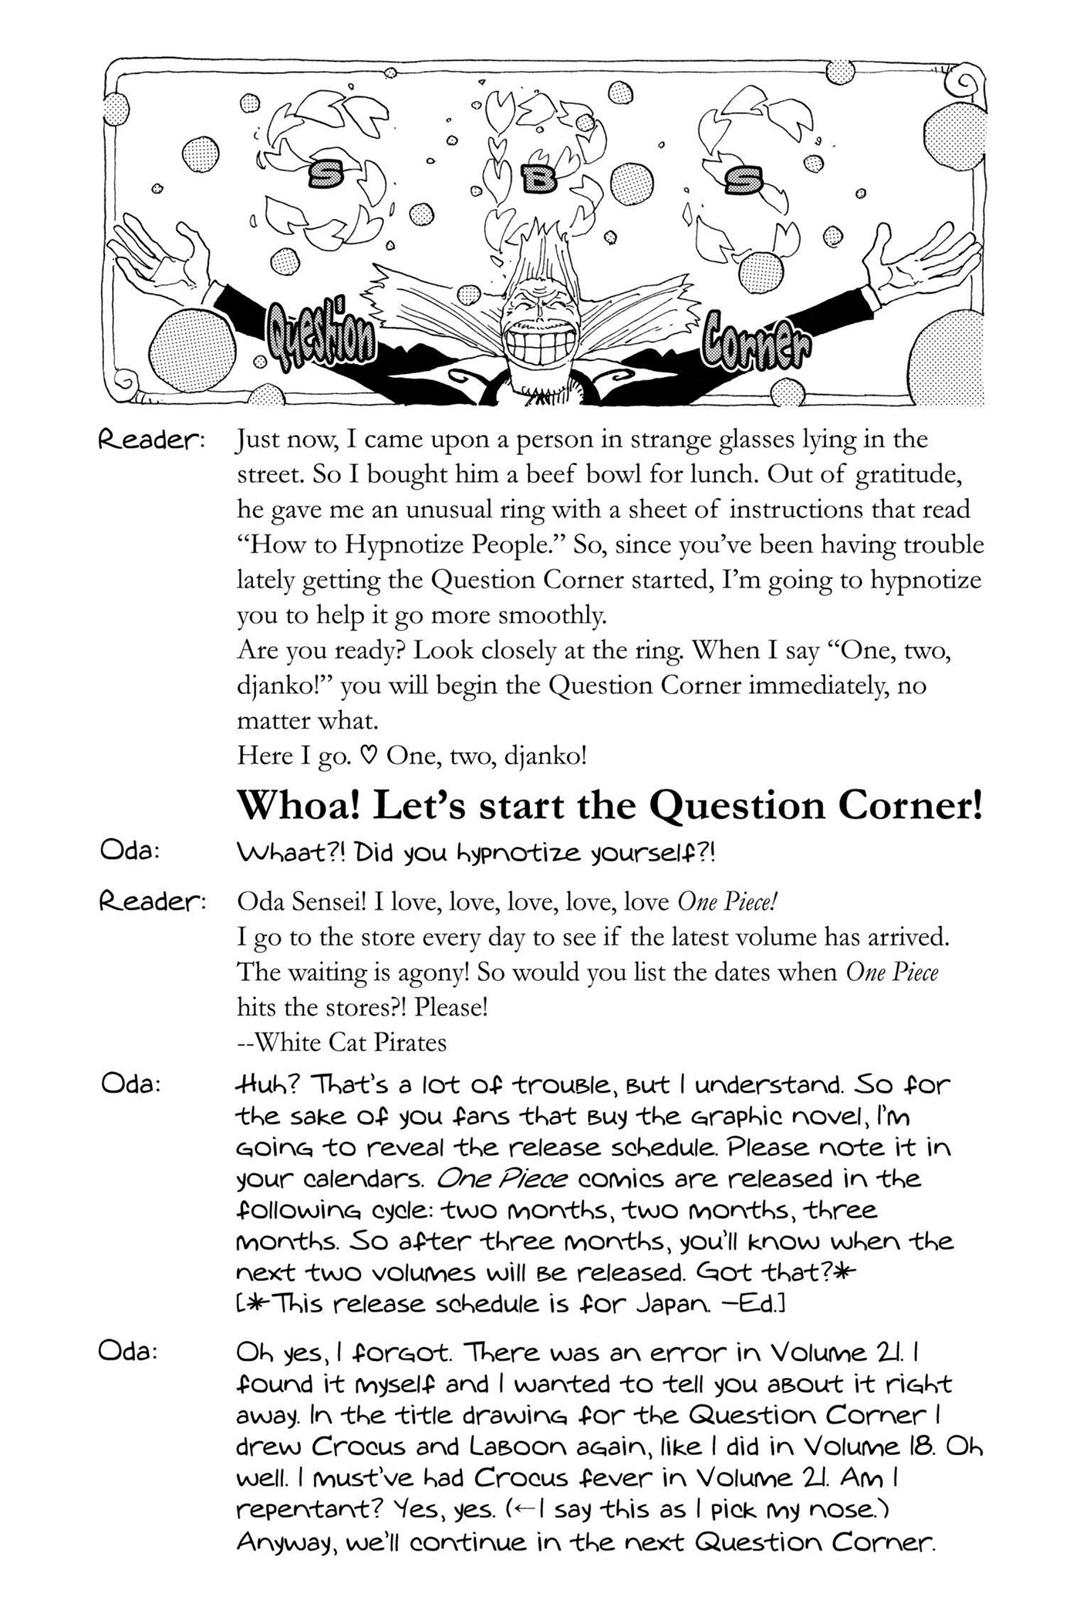 S B S
Question Corner
Reader: Just now, I came upon a person in strange glasses lying in the
street. So I bought him a beef bowl for lunch. Out of gratitude,
he gave me an unusual ring with a sheet of instructions that read
“How to Hypnotize People.” So, since you’ve been having trouble
lately getting the Question Corner started, I’m going to hypnotize
you to help it go more smoothly.
Are you ready? Look closely at the ring. When I say “One, two,
djanko!” you will begin the Question Corner immediately, no
matter what.
Here I go. ♡ One, two, djanko!
Whoa! Let’s start the Question Corner!
Oda: Whaat?! Did you hypnotize yourself?!
Reader: Oda Sensei! I love, love, love, love, love One Piece!
I go to the store every day to see if the latest volume has arrived.
The waiting is agony! So would you list the dates when One Piece
hits the stores?! Please!
--White Cat Pirates
Oda: Huh? That’s a lot of trouble, but I understand. So for
the sake of you fans that buy the graphic novel, I’m
going to reveal the release schedule. Please note it in
your calendars. One Piece comics are released in the
following cycle: two months, two months, three
months. So after three months, you’ll know when the
next two volumes will be released. Got that?*
[*This release schedule is for Japan. –Ed.]
Oda: Oh yes, I forgot. There was an error in Volume 21. I
found it myself and I wanted to tell you about it right
away. In the title drawing for the Question Corner I
drew Crocus and Laboon again, like I did in Volume 18. Oh
well. I must’ve had Crocus fever in Volume 21. Am I
repentant? Yes, yes. (←I say this as I pick my nose.)
Anyway, we’ll continue in the next Question Corner.